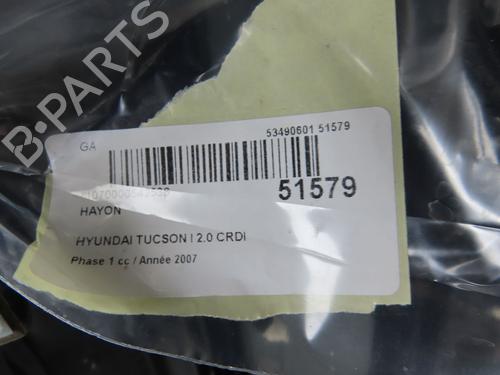 B-PARTS
GA
53490601 51579
51579
HAYON
HYUNDAI TUCSON I 2.0 CRDI
Phase 1 cc / Année 2007